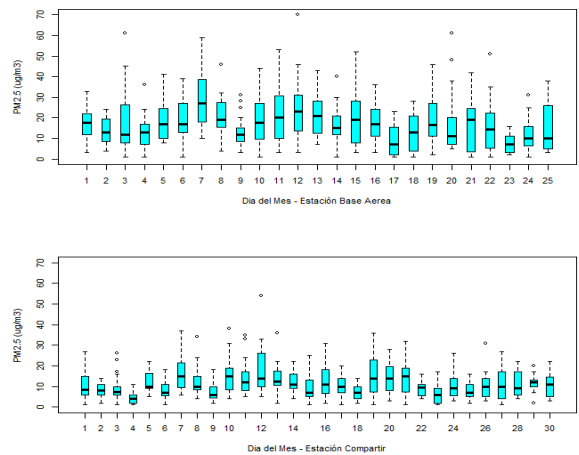 70
60
50
40
30
20
10
0
PM2.5 (ug/m3)
1 2 3 4 5 6 7 8 9 10 11 12 13 14 15 16 17 18 19 20 21 22 23 24 25
Dia del Mes - Estación Base Aerea
70
60
50
40
30
20
10
0
PM2.5 (ug/m3)
1 2 3 4 5 6 7 8 9 10 12 14 16 18 20 22 24 26 28 30
Dia del Mes - Estación Compartir